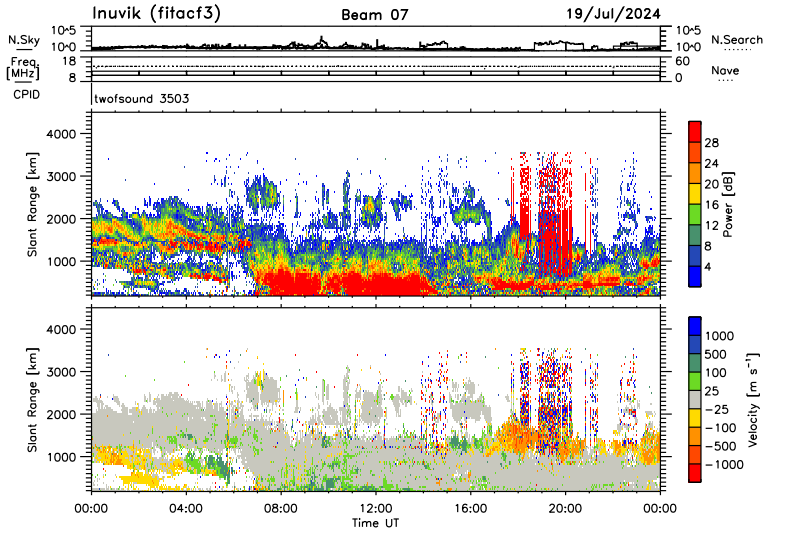 Inuvik (fitacf3) Beam 07 19/Jul/2024
10+5 10+5
N.Sky N.Search
10+0 10+0
18 60
Freq.
[MHz] Nave
8 0
CPID
twofsound 3503
4000
3000
2000
1000
Slant Range [km]
28
24
20
16
12
8
4
Power [dB]
4000
3000
2000
1000
Slant Range [km]
1000
500
100
25
−25
−100
−500
−1000
Velocity [m s⁻¹]
00:00 04:00 08:00 12:00 16:00 20:00 00:00
Time UT